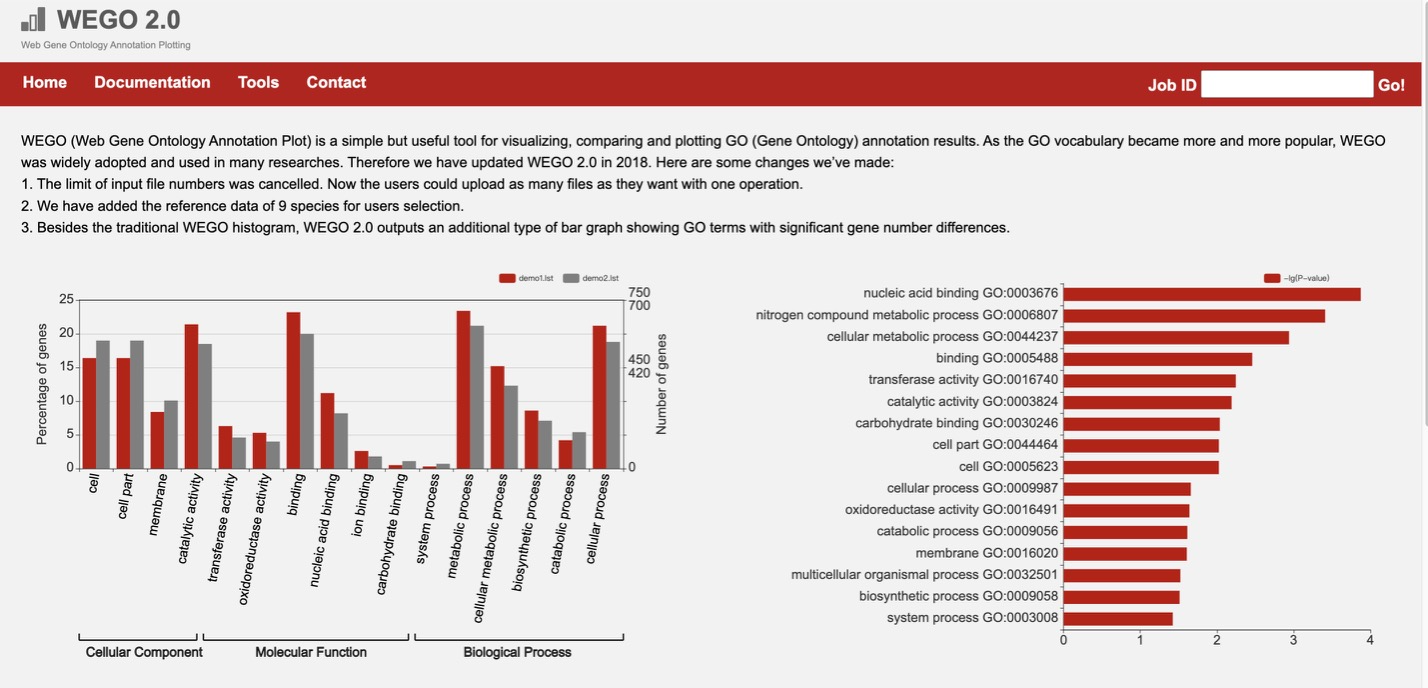 WEGO 2.0
Web Gene Ontology Annotation Plotting
Home Documentation Tools Contact Job ID Go!
WEGO (Web Gene Ontology Annotation Plot) is a simple but useful tool for visualizing, comparing and plotting GO (Gene Ontology) annotation results. As the GO vocabulary became more and more popular, WEGO
was widely adopted and used in many researches. Therefore we have updated WEGO 2.0 in 2018. Here are some changes we've made:
1. The limit of input file numbers was cancelled. Now the users could upload as many files as they want with one operation.
2. We have added the reference data of 9 species for users selection.
3. Besides the traditional WEGO histogram, WEGO 2.0 outputs an additional type of bar graph showing GO terms with significant gene number differences.
demo1.lst demo2.lst
Percentage of genes
25
20
15
10
5
0
750
700
450
420
0
Number of genes
cell
cell part
membrane
catalytic activity
transferase activity
oxidoreductase activity
binding
nucleic acid binding
ion binding
carbohydrate binding
system process
metabolic process
cellular metabolic process
biosynthetic process
catabolic process
cellular process
Cellular Component Molecular Function Biological Process
-lg(P-value)
nucleic acid binding GO:0003676
nitrogen compound metabolic process GO:0006807
cellular metabolic process GO:0044237
binding GO:0005488
transferase activity GO:0016740
catalytic activity GO:0003824
carbohydrate binding GO:0030246
cell part GO:0044464
cell GO:0005623
cellular process GO:0009987
oxidoreductase activity GO:0016491
catabolic process GO:0009056
membrane GO:0016020
multicellular organismal process GO:0032501
biosynthetic process GO:0009058
system process GO:0003008
0 1 2 3 4